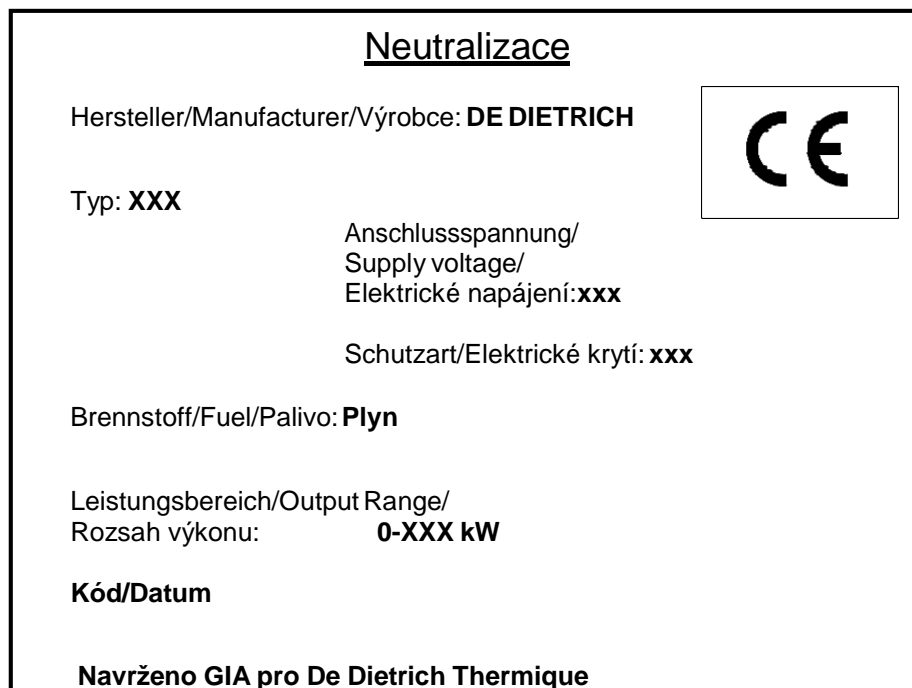 Neutralizace
Hersteller/Manufacturer/Výrobce: DE DIETRICH
CE
Typ: XXX
Anschlussspannung/
Supply voltage/
Elektrické napájení:xxx
Schutzart/Elektrické krytí: xxx
Brennstoff/Fuel/Palivo: Plyn
Leistungsbereich/Output Range/
Rozsah výkonu: 0-XXX kW
Kód/Datum
Navrženo GIA pro De Dietrich Thermique